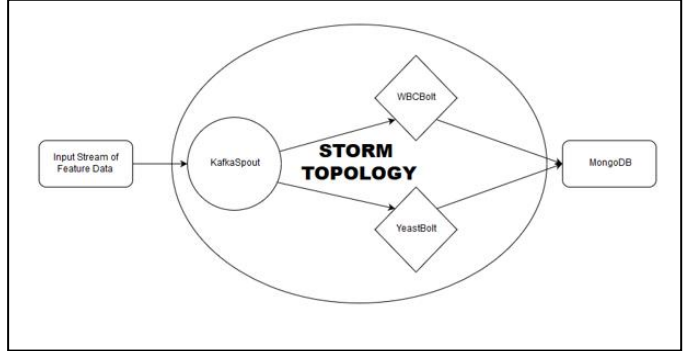 Input Stream of
Feature Data
KafkaSpout
WBCBolt
STORM
TOPOLOGY
YeastBolt
MongoDB